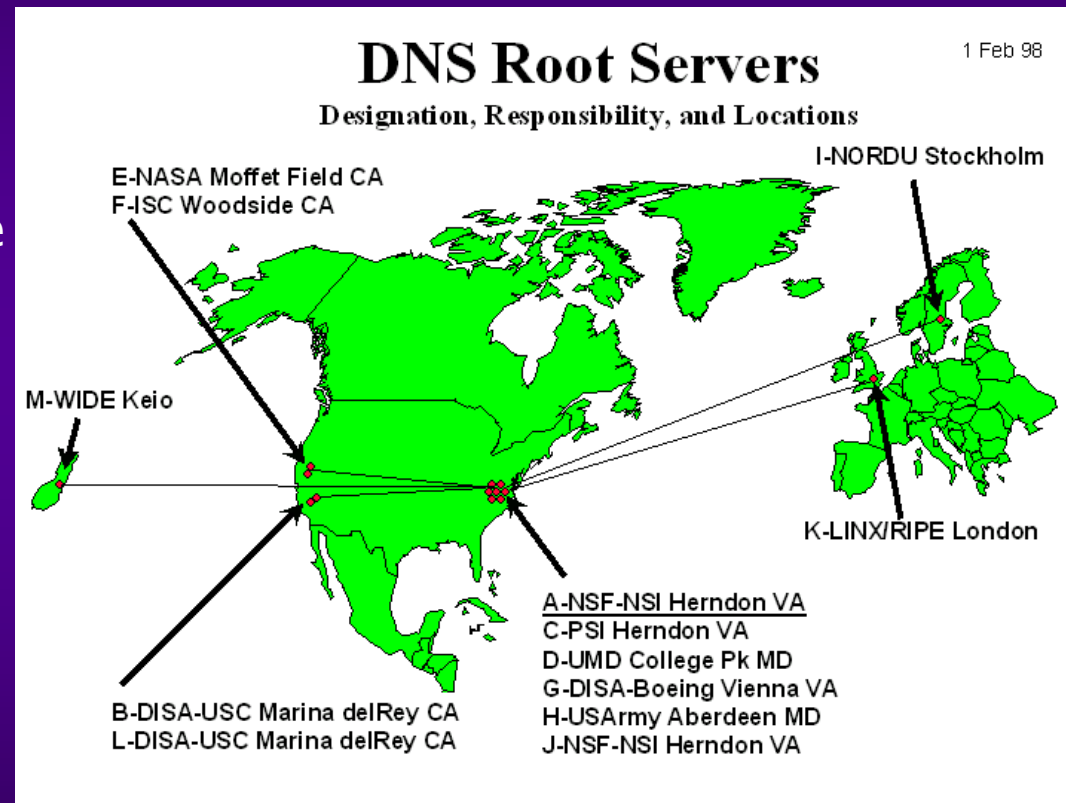 DNS Root Servers
1 Feb 98
Designation, Responsibility, and Locations
I-NORDU Stockholm
E-NASA Moffet Field CA
F-ISC Woodside CA
e
M-WIDE Keio
K-LINX/RIPE London
A-NSF-NSI Herndon VA
C-PSI Herndon VA
D-UMD College Pk MD
G-DISA-Boeing Vienna VA
H-USArmy Aberdeen MD
J-NSF-NSI Herndon VA
B-DISA-USC Marina delRey CA
L-DISA-USC Marina delRey CA